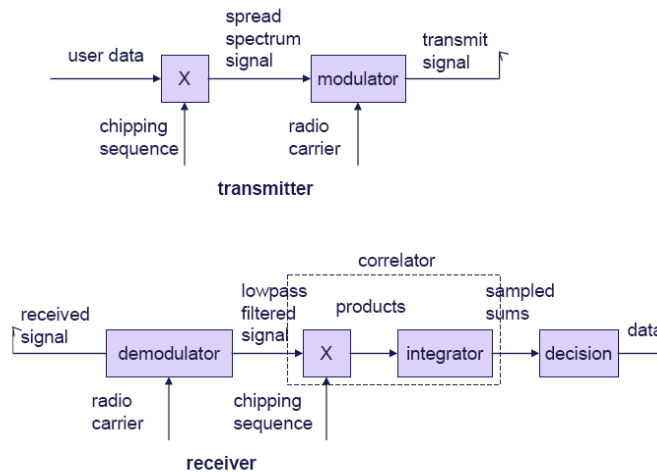 user data
spread
spectrum
signal
transmit
signal
X
modulator
chipping
sequence
radio
carrier
transmitter
correlator
received
signal
lowpass
filtered
signal
products
sampled
sums
data
demodulator
X
integrator
decision
radio
carrier
chipping
sequence
receiver